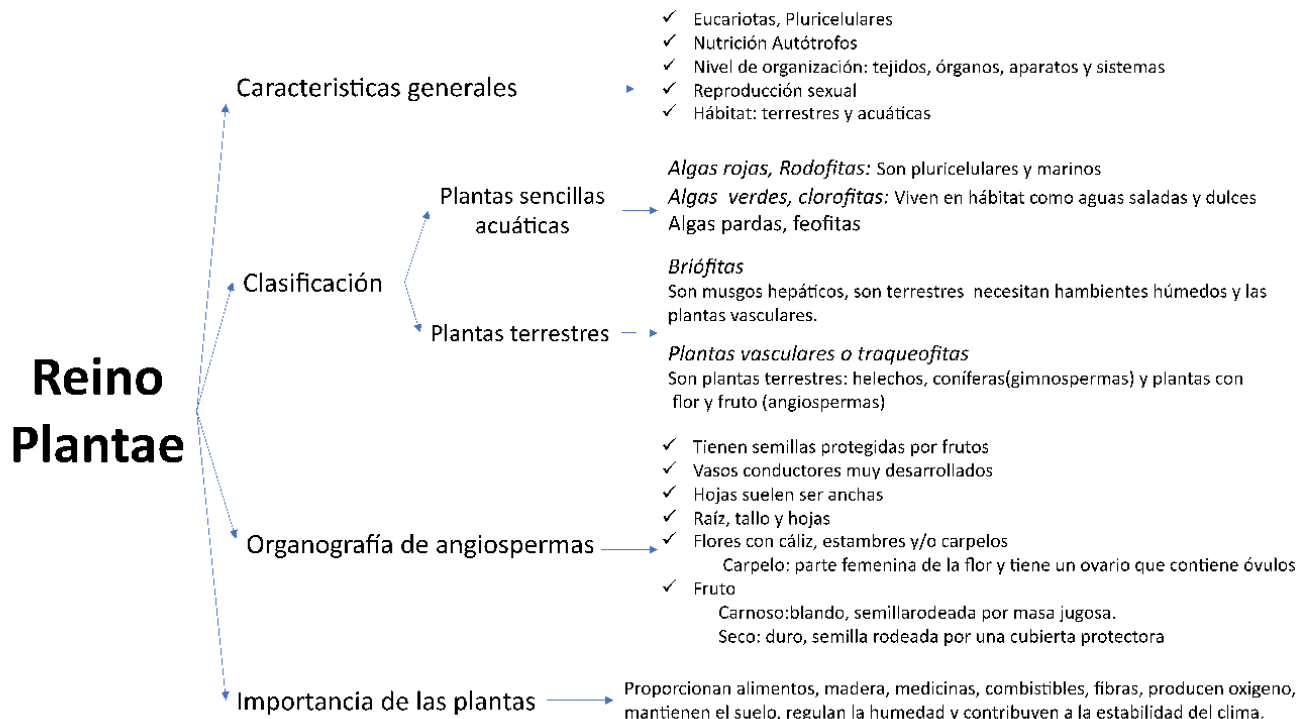 Reino
Plantae
Caracteristicas generales
✓ Eucariotas, Pluricelulares
✓ Nutrición Autótrofos
✓ Nivel de organización: tejidos, órganos, aparatos y sistemas
✓ Reproducción sexual
✓ Hábitat: terrestres y acuáticas
Clasificación
Plantas sencillas
acuáticas
Algas rojas, Rodofitas: Son pluricelulares y marinos
Algas verdes, clorofitas: Viven en hábitat como aguas saladas y dulces
Algas pardas, feofitas
Plantas terrestres
Briófitas
Son musgos hepáticos, son terrestres necesitan hambientes húmedos y las
plantas vasculares.
Plantas vasculares o traqueofitas
Son plantas terrestres: helechos, coníferas(gimnospermas) y plantas con
flor y fruto (angiospermas)
Organografía de angiospermas
✓ Tienen semillas protegidas por frutos
✓ Vasos conductores muy desarrollados
✓ Hojas suelen ser anchas
✓ Raíz, tallo y hojas
✓ Flores con cáliz, estambres y/o carpelos
Carpelo: parte femenina de la flor y tiene un ovario que contiene óvulos
✓ Fruto
Carnoso:blando, semillarodeada por masa jugosa.
Seco: duro, semilla rodeada por una cubierta protectora
Importancia de las plantas
Proporcionan alimentos, madera, medicinas, combistibles, fibras, producen oxigeno,
mantienen el suelo, regulan la humedad y contribuyen a la estabilidad del clima.